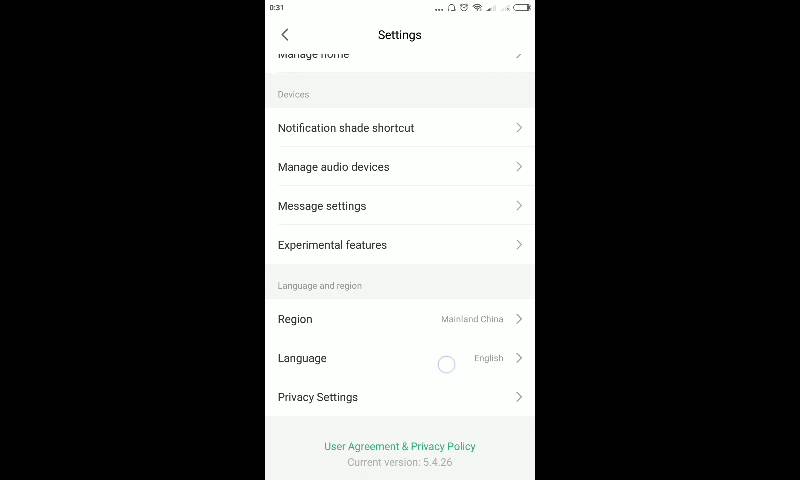 0:31
Settings
Manage home
Devices
Notification shade shortcut
Manage audio devices
Message settings
Experimental features
Language and region
Region Mainland China
Language English
Privacy Settings
User Agreement & Privacy Policy
Current version: 5.4.26